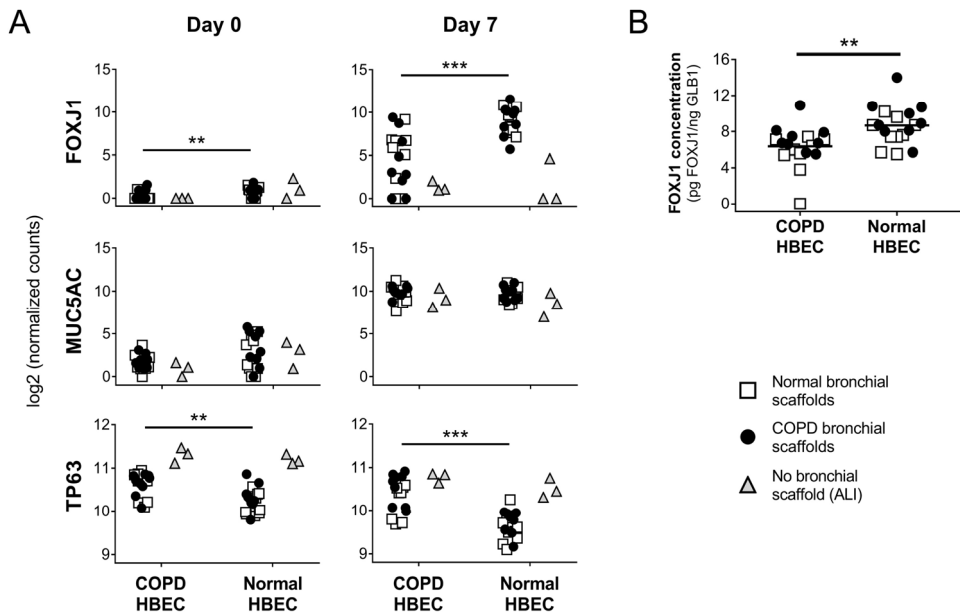 A
Day 0
Day 7
log2 (normalized counts)
FOXJ1
15
10
5
0
**
15
10
5
0
***
MUC5AC
15
10
5
0
15
10
5
0
TP63
12
11
10
9
**
12
11
10
9
***
COPD
HBEC
Normal
HBEC
COPD
HBEC
Normal
HBEC
B
FOXJ1 concentration
(pg FOXJ1/ng GLB1)
16
12
8
4
0
**
COPD
HBEC
Normal
HBEC
Normal bronchial
scaffolds
COPD bronchial
scaffolds
No bronchial
scaffold (ALI)